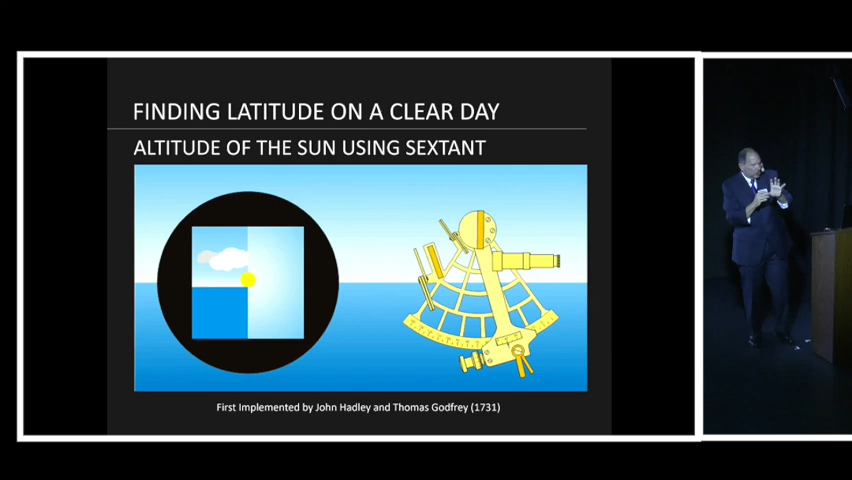 FINDING LATITUDE ON A CLEAR DAY
ALTITUDE OF THE SUN USING SEXTANT
First Implemented by John Hadley and Thomas Godfrey (1731)